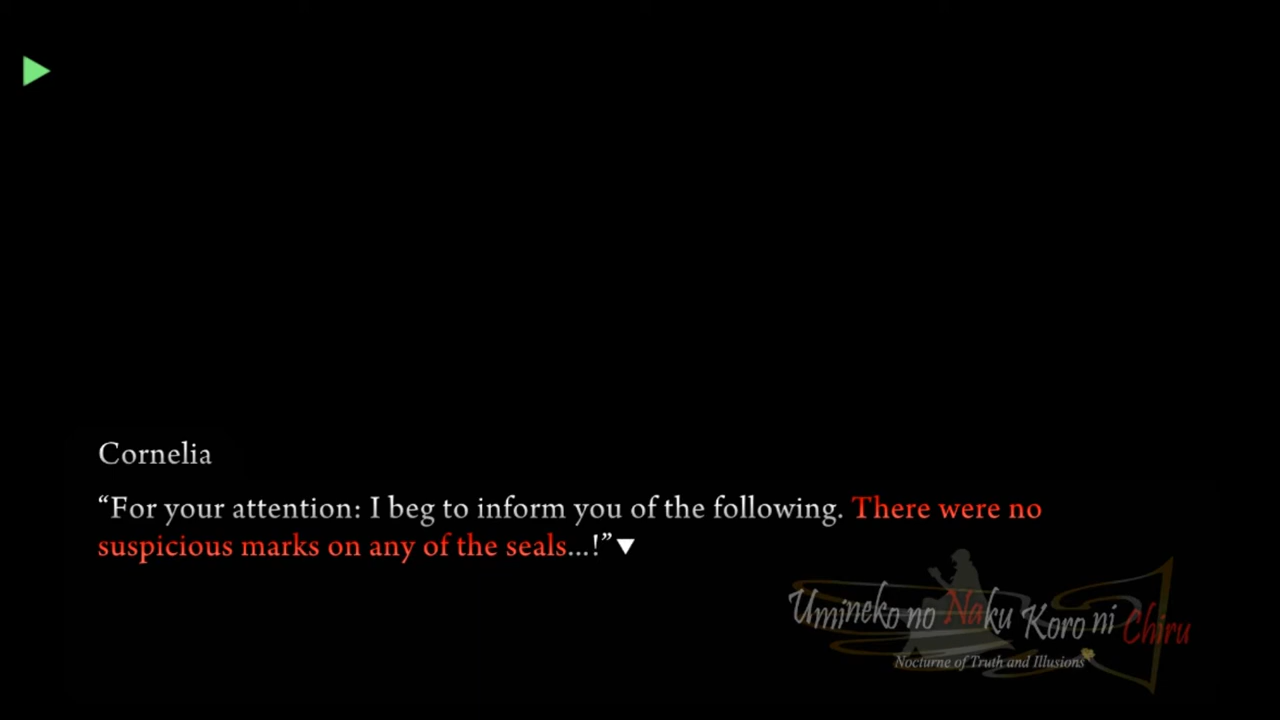 Cornelia
“For your attention: I beg to inform you of the following. There were no
suspicious marks on any of the seals...!”
Umineko no Naku Koro ni Chiru
Nocturne of Truth and Illusions